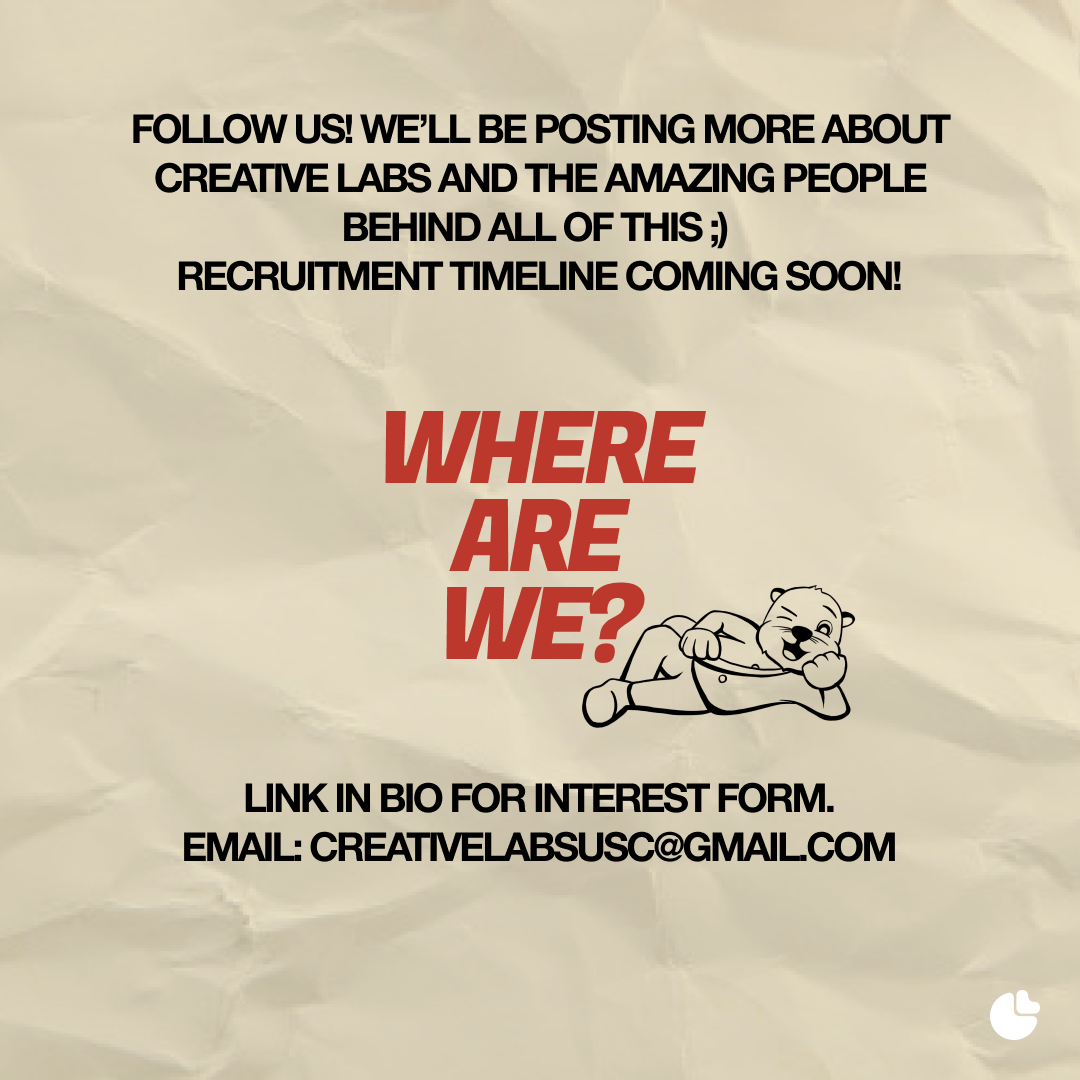 FOLLOW US! WE’LL BE POSTING MORE ABOUT
CREATIVE LABS AND THE AMAZING PEOPLE
BEHIND ALL OF THIS ;)
RECRUITMENT TIMELINE COMING SOON!
WHERE
ARE
WE?
LINK IN BIO FOR INTEREST FORM.
EMAIL: CREATIVELABSUSC@GMAIL.COM